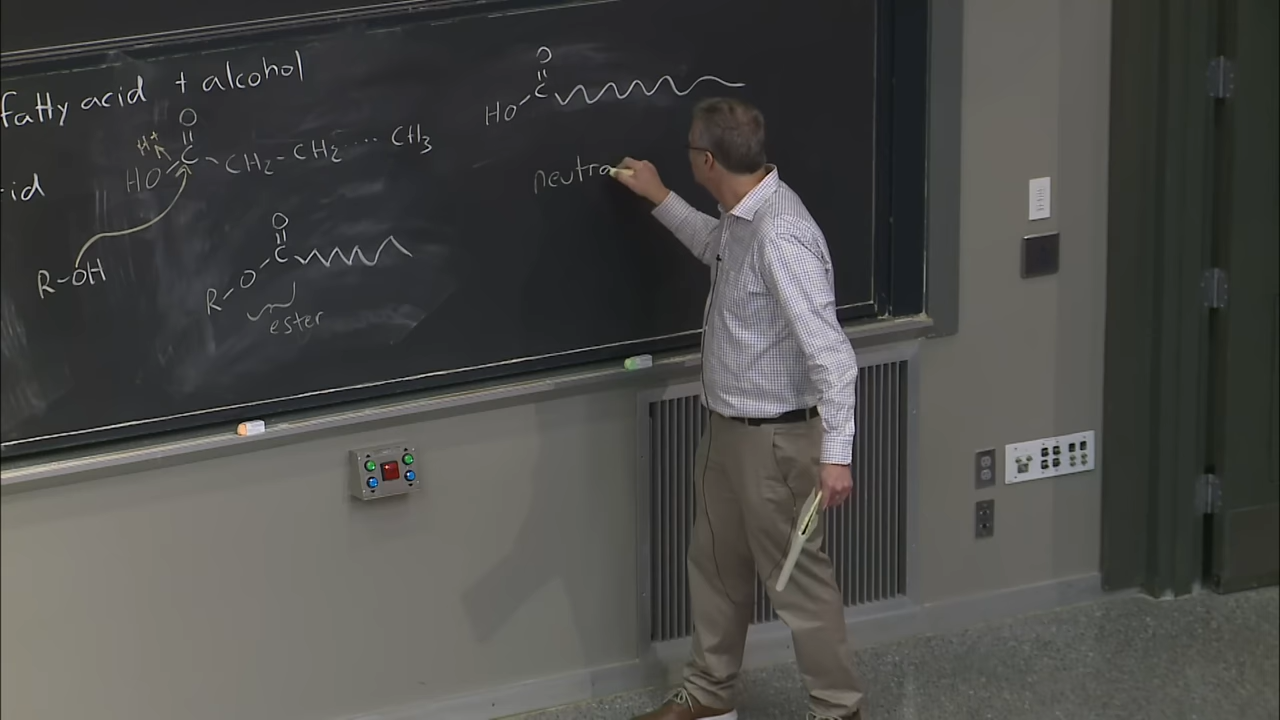 fatty acid + alcohol
O
H+
HO C CH2-CH2.... CH3
R-OH
O
C
R-O
ester
id
O
HO C
neutra